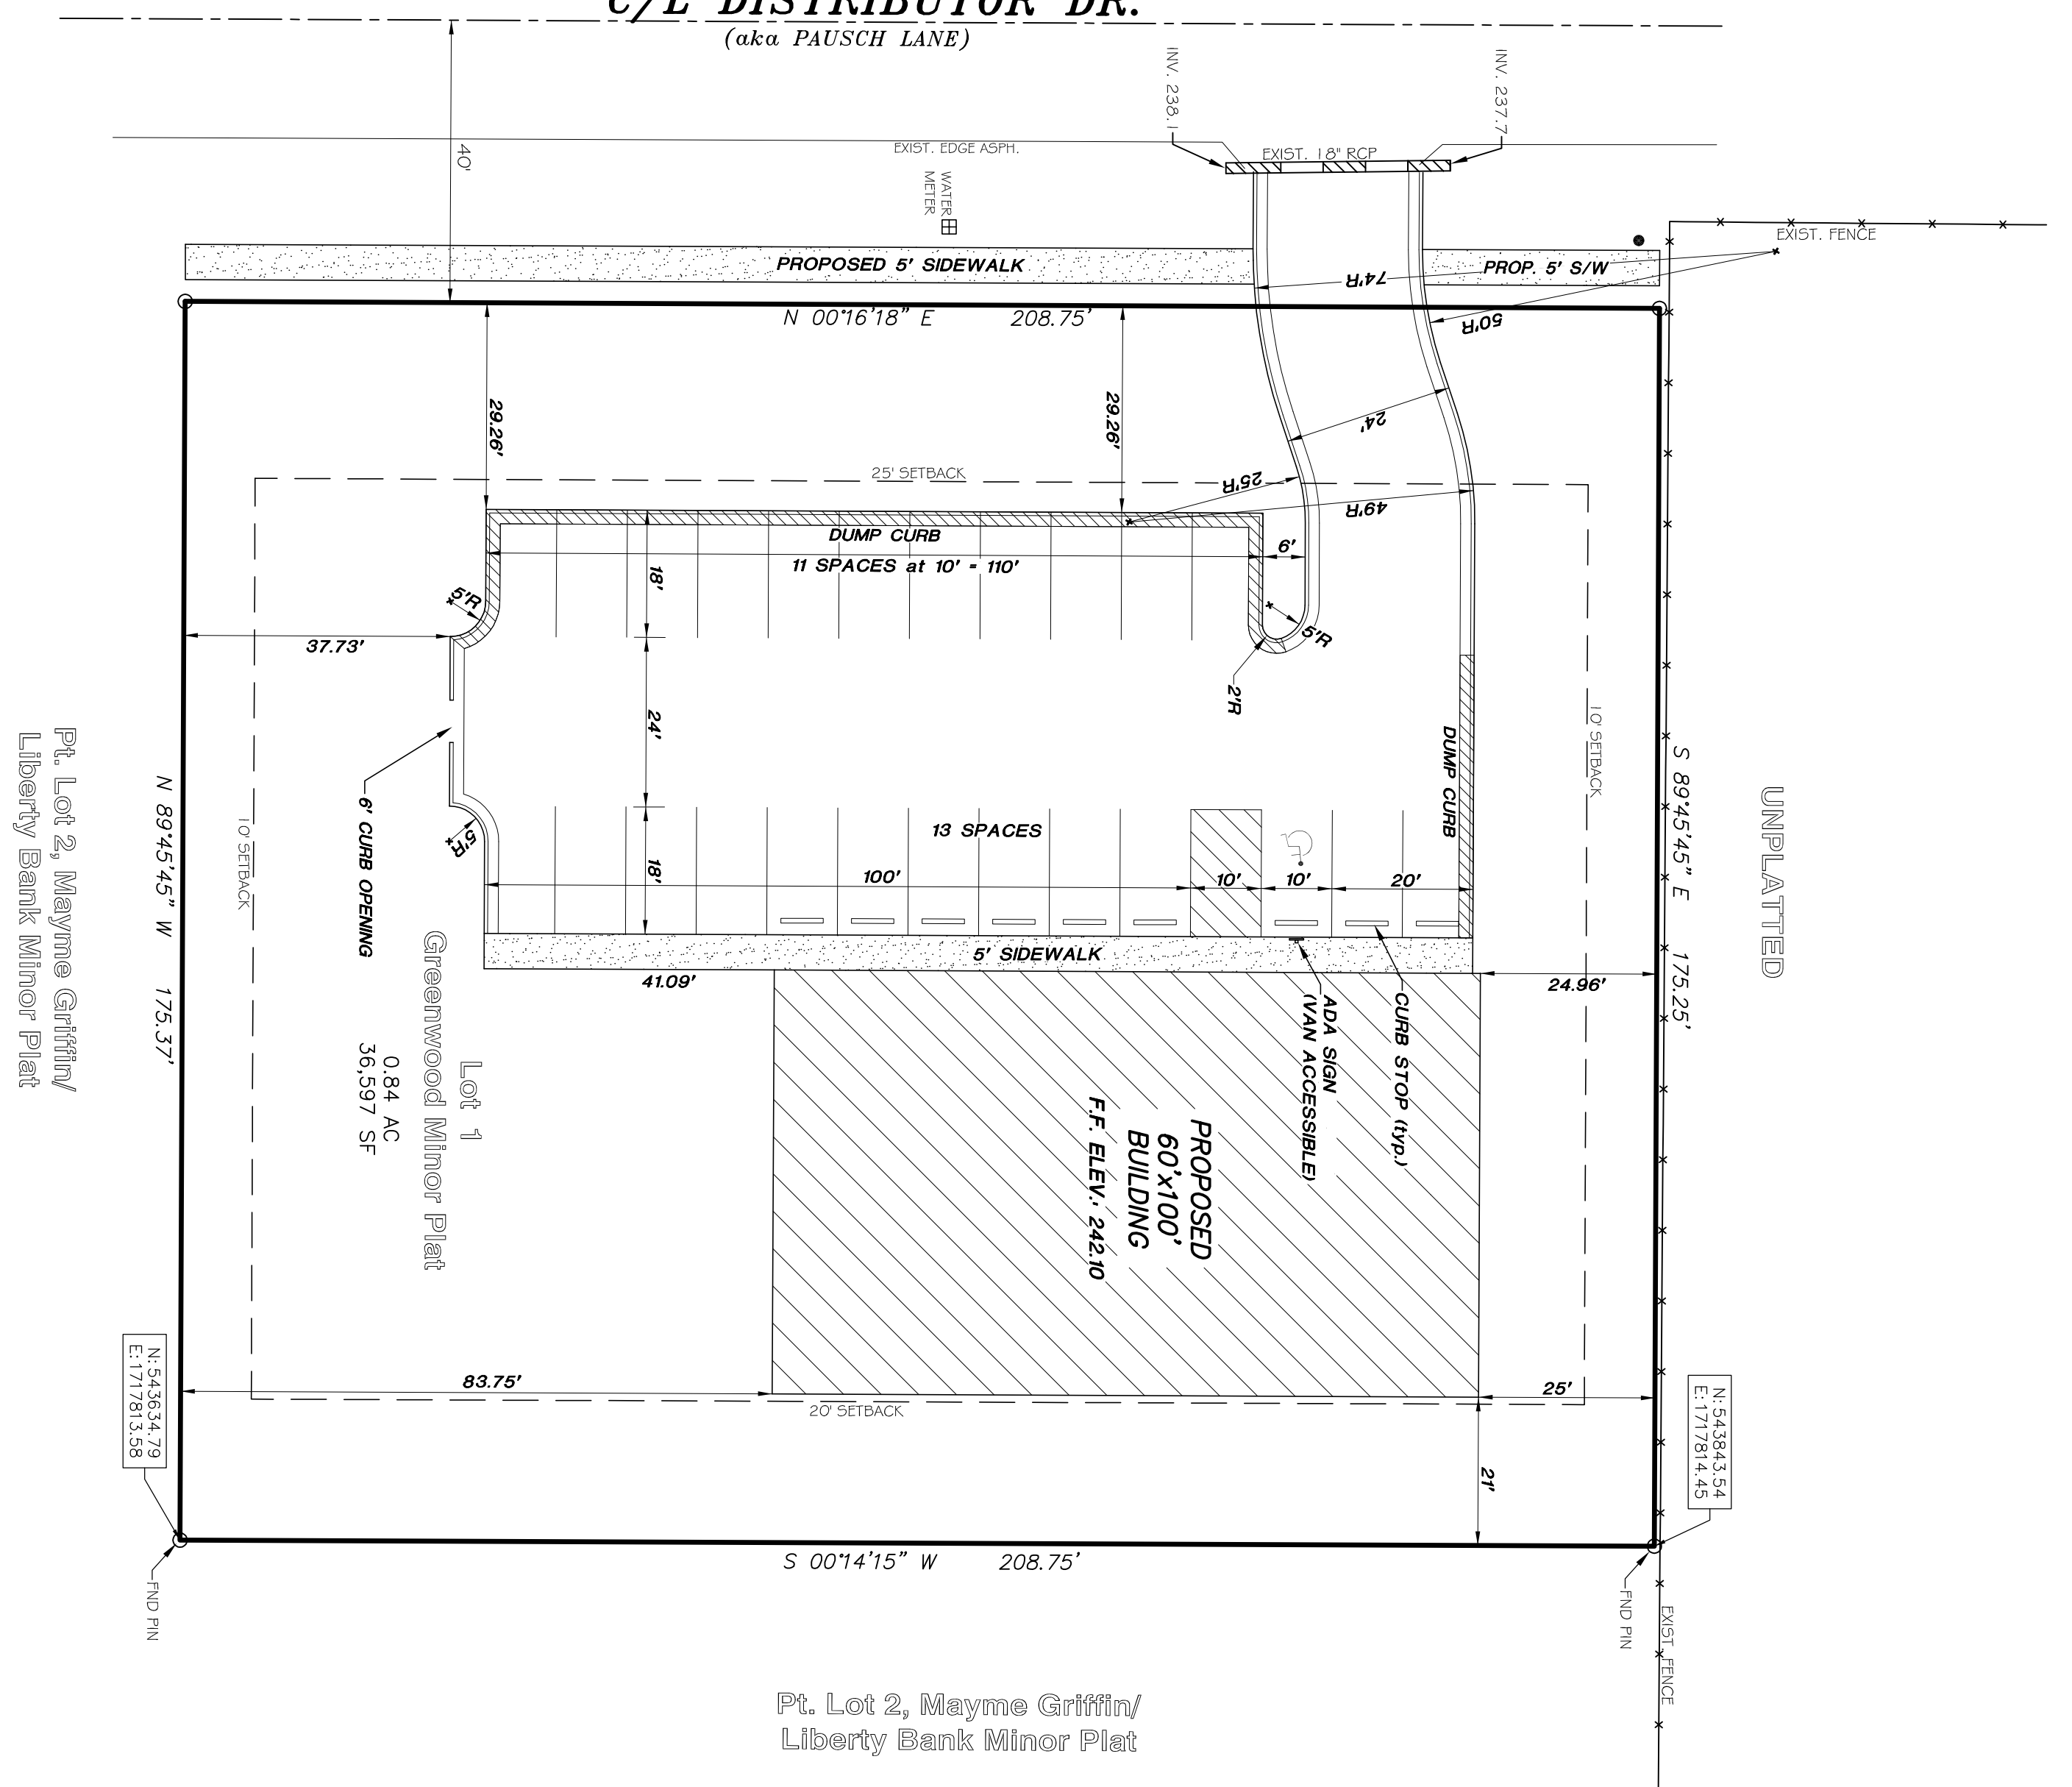 C/L DISTRIBUTOR DR.
(aka PAUSCH LANE)
INV. 238.1
INV. 237.7
40'
EXIST. EDGE ASPH.
EXIST. 18" RCP
WATER
METER
EXIST. FENCE
PROPOSED 5' SIDEWALK
PROP. 5' S/W
74'R
50'R
N 00°16'18" E 208.75'
29.26'
29.26'
24'
25' SETBACK
25'R
49'R
DUMP CURB
11 SPACES at 10' = 110'
6'
18'
5'R
5'R
37.73'
2'R
24'
DUMP CURB
10' SETBACK
S 89°45'45" E 175.25'
UNPLATTED
Pt. Lot 2, Mayme Griffin/
Liberty Bank Minor Plat
N 89°45'45" W 175.37'
10' SETBACK
6' CURB OPENING
5'R
13 SPACES
18'
100'
10'
10'
20'
5' SIDEWALK
41.09'
24.96'
CURB STOP (typ.)
ADA SIGN
(VAN ACCESSIBLE)
Lot 1
Greenwood Minor Plat
0.84 AC
36,597 SF
PROPOSED
60'x100'
BUILDING
F.F. ELEV.: 242.10
83.75'
25'
20' SETBACK
21'
N:543634.79
E:1717813.58
N:543843.54
E:1717814.45
S 00°14'15" W 208.75'
FND PIN
FND PIN
EXIST. FENCE
Pt. Lot 2, Mayme Griffin/
Liberty Bank Minor Plat